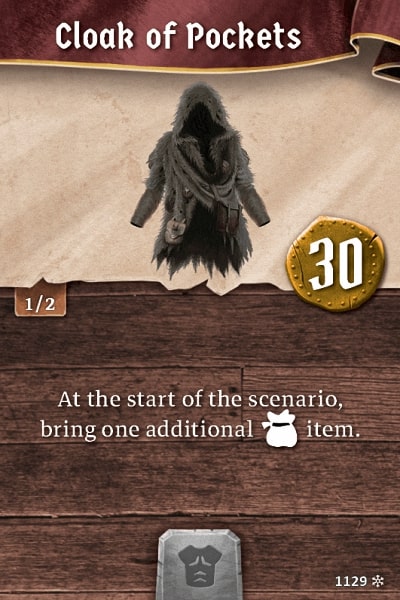 Cloak of Pockets
30
1/2
At the start of the scenario,
bring one additional item.
1129